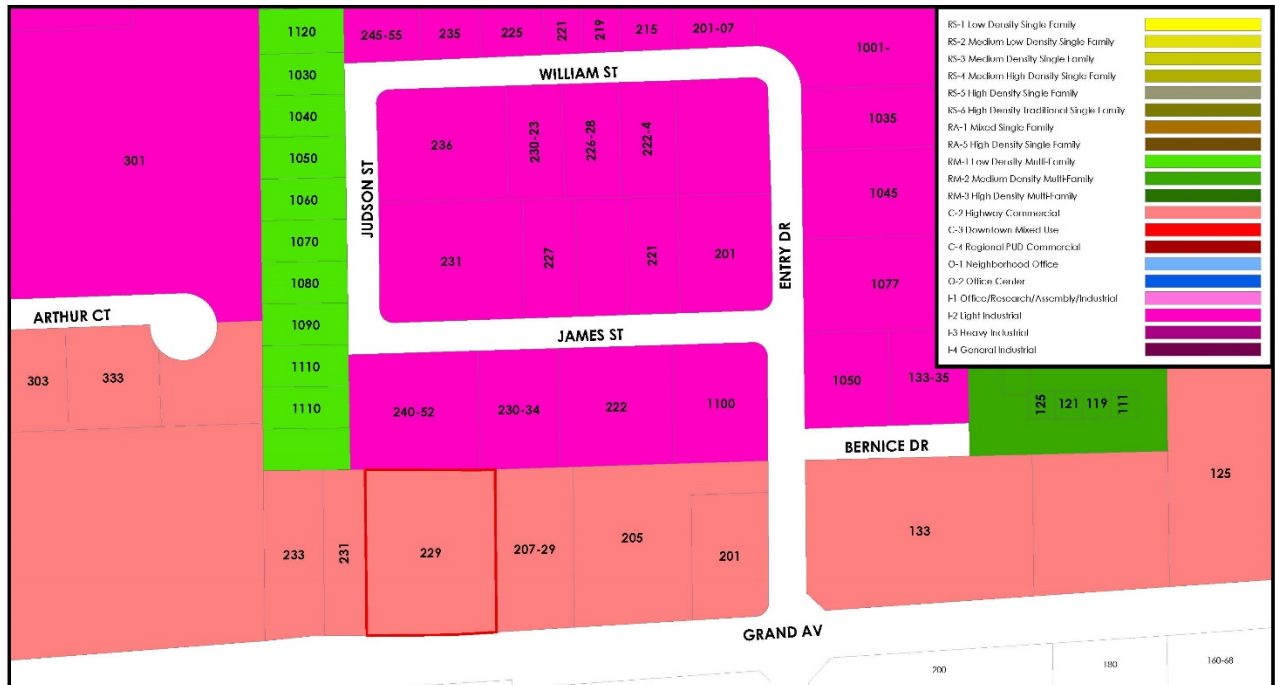 1120
245-55
235
225
221
219
215
201-07
1001-
1030
WILLIAM ST
1040
1035
301
236
230-23
226-28
222-4
1050
1060
1045
JUDSON ST
1070
231
227
221
201
ENTRY DR
1080
1077
ARTHUR CT
1090
JAMES ST
303
333
1110
1050
133-35
1110
240-52
230-34
222
1100
125
121
119
111
BERNICE DR
125
233
231
229
207-29
205
201
133
GRAND AV
200
180
160-68
RS-1 Low Density Single Family
RS-2 Medium Low Density Single Family
RS-3 Medium Density Single Family
RS-4 Medium High Density Single Family
RS-5 High Density Single Family
RS-6 High Density Traditional Single Family
RA-1 Mixed Single Family
RA-5 High Density Single Family
RM-1 Low Density Multi-Family
RM-2 Medium Density Multi-Family
RM-3 High Density Multi-Family
C-2 Highway Commercial
C-3 Downtown Mixed Use
C-4 Regional PUD Commercial
O-1 Neighborhood Office
O-2 Office Center
I-1 Office/Research/Assembly/Industrial
I-2 Light Industrial
I-3 Heavy Industrial
I-4 General Industrial